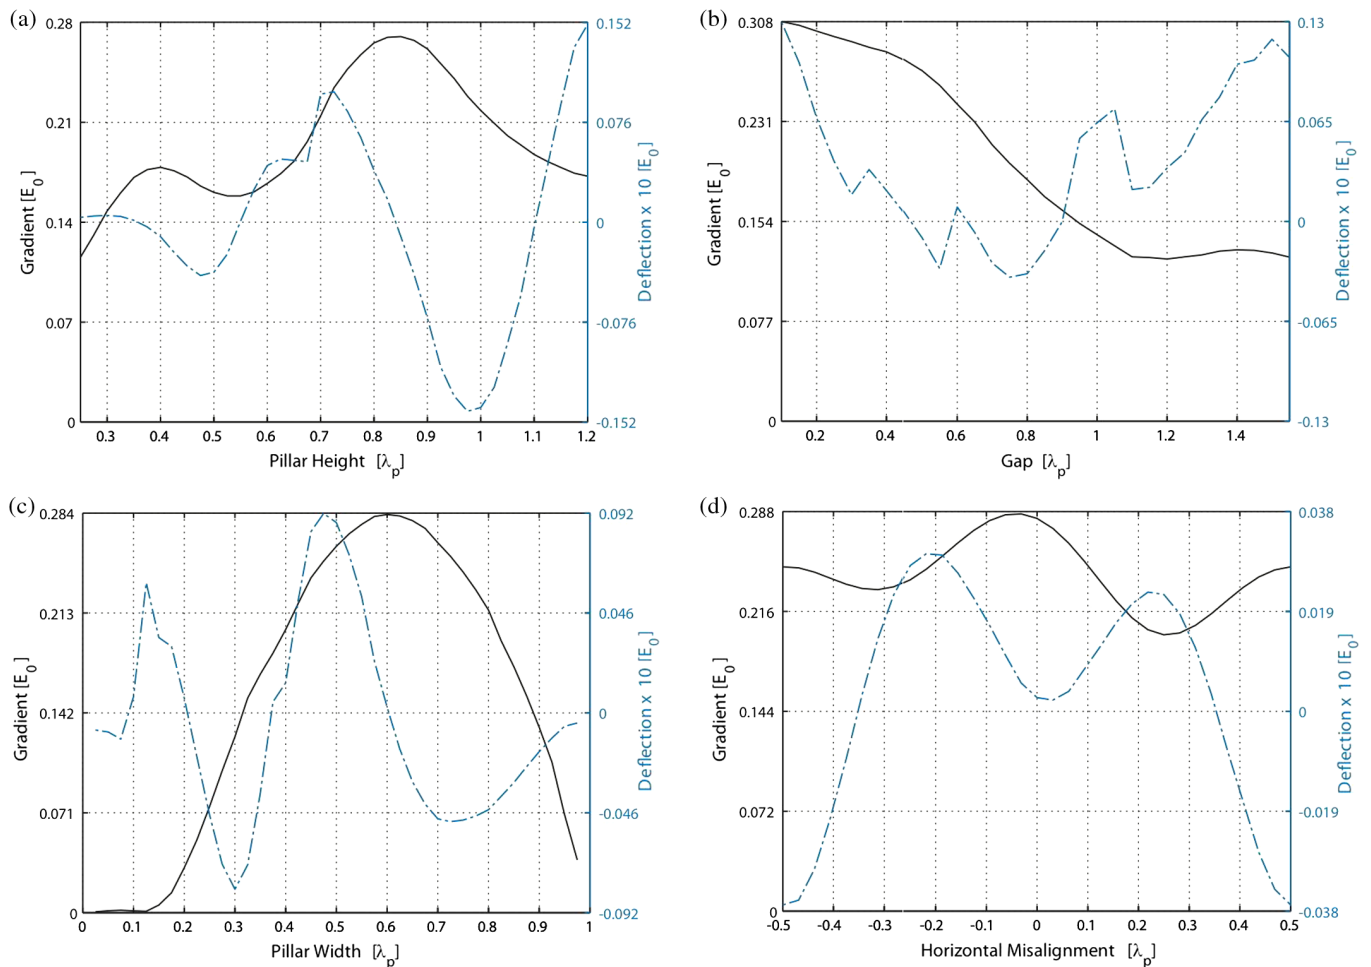 (a)
0.28
0.21
0.14
0.07
0
Gradient [E0]
0.152
0.076
0
-0.076
-0.152
Deflection x 10 [E0]
0.3 0.4 0.5 0.6 0.7 0.8 0.9 1 1.1 1.2
Pillar Height [λp]
(b)
0.308
0.231
0.154
0.077
0
Gradient [E0]
0.13
0.065
0
-0.065
-0.13
Deflection x 10 [E0]
0.2 0.4 0.6 0.8 1 1.2 1.4
Gap [λp]
(c)
0.284
0.213
0.142
0.071
0
Gradient [E0]
0.092
0.046
0
-0.046
-0.092
Deflection x 10 [E0]
0 0.1 0.2 0.3 0.4 0.5 0.6 0.7 0.8 0.9 1
Pillar Width [λp]
(d)
0.288
0.216
0.144
0.072
0
Gradient [E0]
0.038
0.019
0
-0.019
-0.038
Deflection x 10 [E0]
-0.5 -0.4 -0.3 -0.2 -0.1 0 0.1 0.2 0.3 0.4 0.5
Horizontal Misalignment [λp]